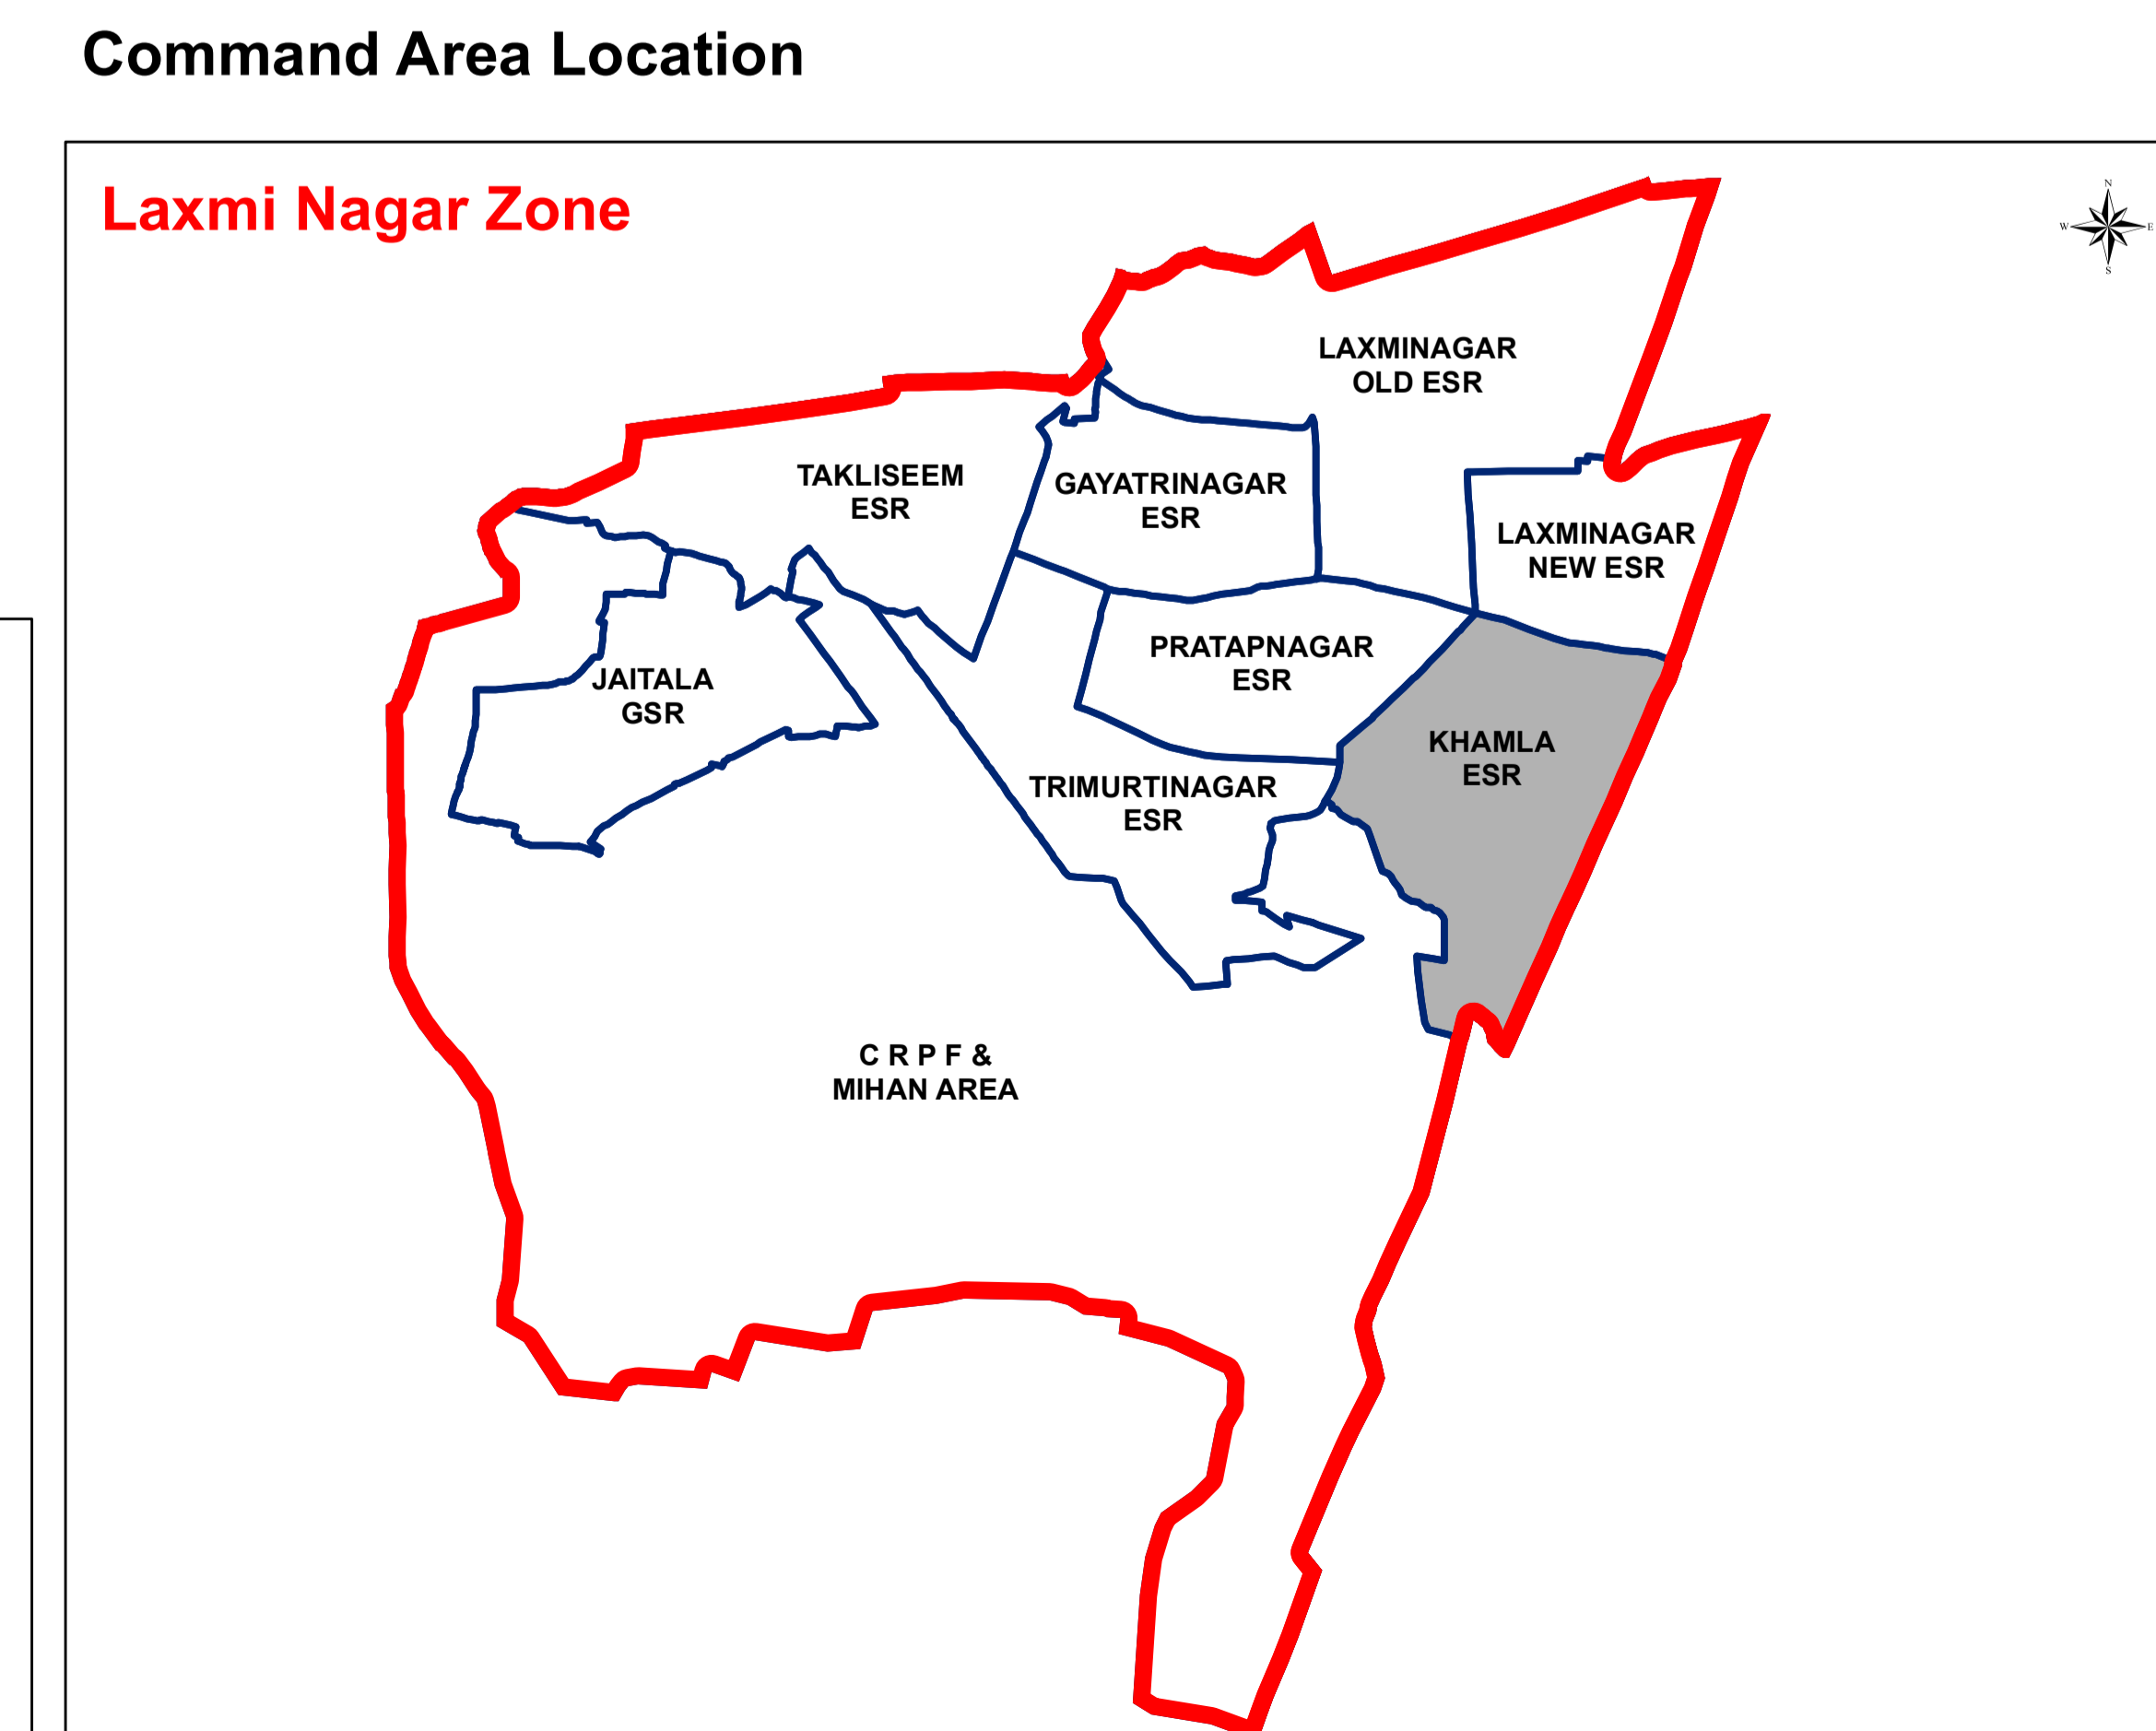 Command Area Location
Laxmi Nagar Zone
N
W
E
S
LAXMINAGAR
OLD ESR
TAKLISEEM
ESR
GAYATRINAGAR
ESR
LAXMINAGAR
NEW ESR
PRATAPNAGAR
ESR
JAITALA
GSR
KHAMLA
ESR
TRIMURTINAGAR
ESR
C R P F &
MIHAN AREA